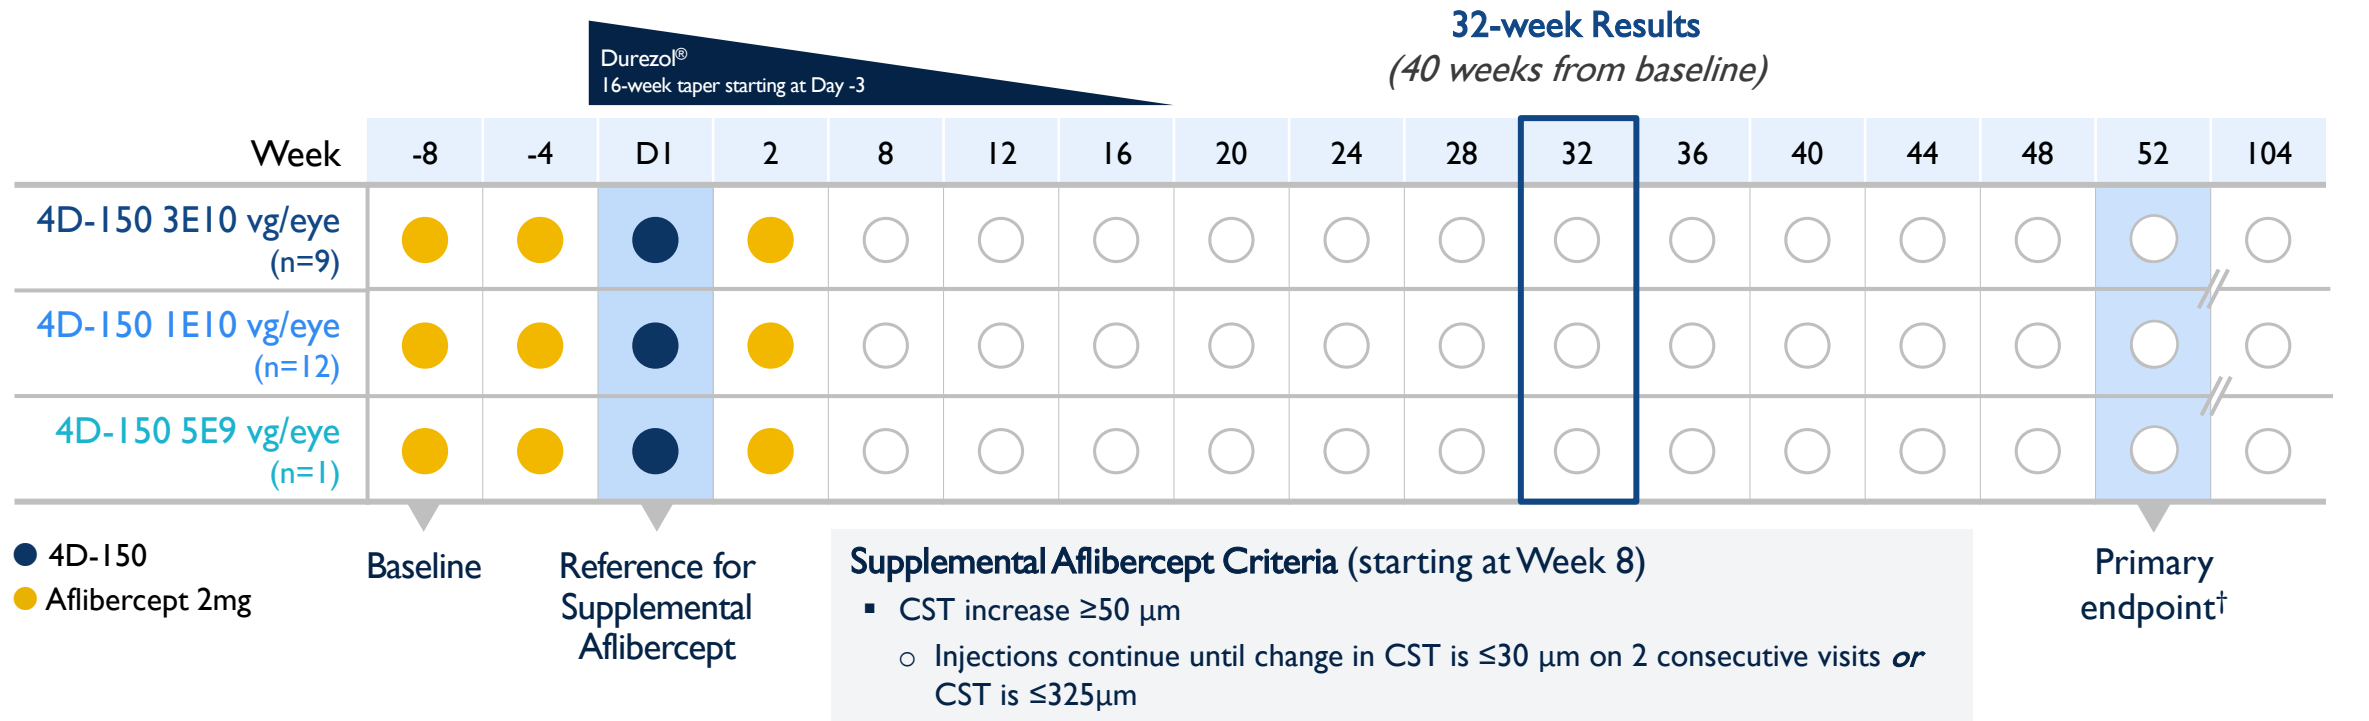 32-week Results
(40 weeks from baseline)
Durezol®
16-week taper starting at Day -3
Week -8 -4 D1 2 8 12 16 20 24 28 32 36 40 44 48 52 104
4D-150 3E10 vg/eye
(n=9)
4D-150 1E10 vg/eye
(n=12)
4D-150 5E9 vg/eye
(n=1)
4D-150
Aflibercept 2mg
Baseline
Reference for
Supplemental
Aflibercept
Supplemental Aflibercept Criteria (starting at Week 8)
▪ CST increase ≥50 µm
o Injections continue until change in CST is ≤30 µm on 2 consecutive visits or
CST is ≤325µm
Primary
endpoint†